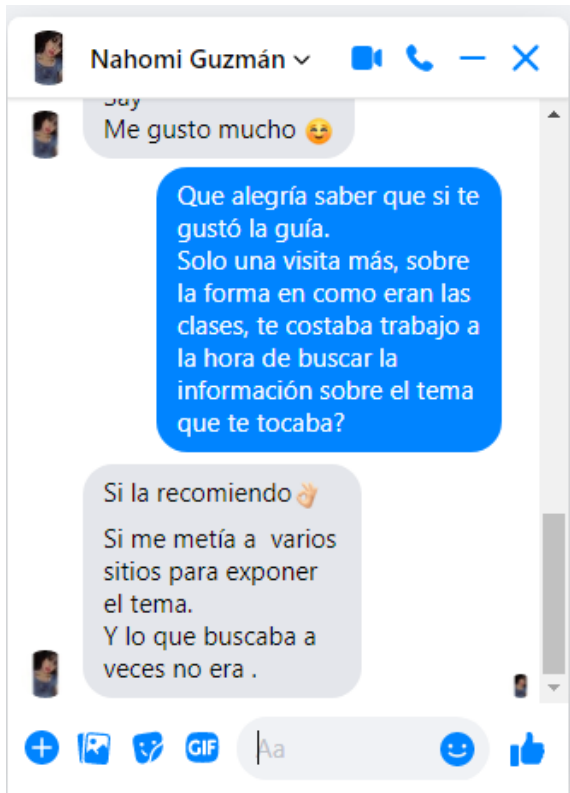 Nahomi Guzmán
Say
Me gusto mucho 😊
Que alegría saber que si te
gustó la guía.
Solo una visita más, sobre
la forma en como eran las
clases, te costaba trabajo a
la hora de buscar la
información sobre el tema
que te tocaba?
Si la recomiendo👌🏻
Si me metía a varios
sitios para exponer
el tema.
Y lo que buscaba a
veces no era .
GIF
Aa